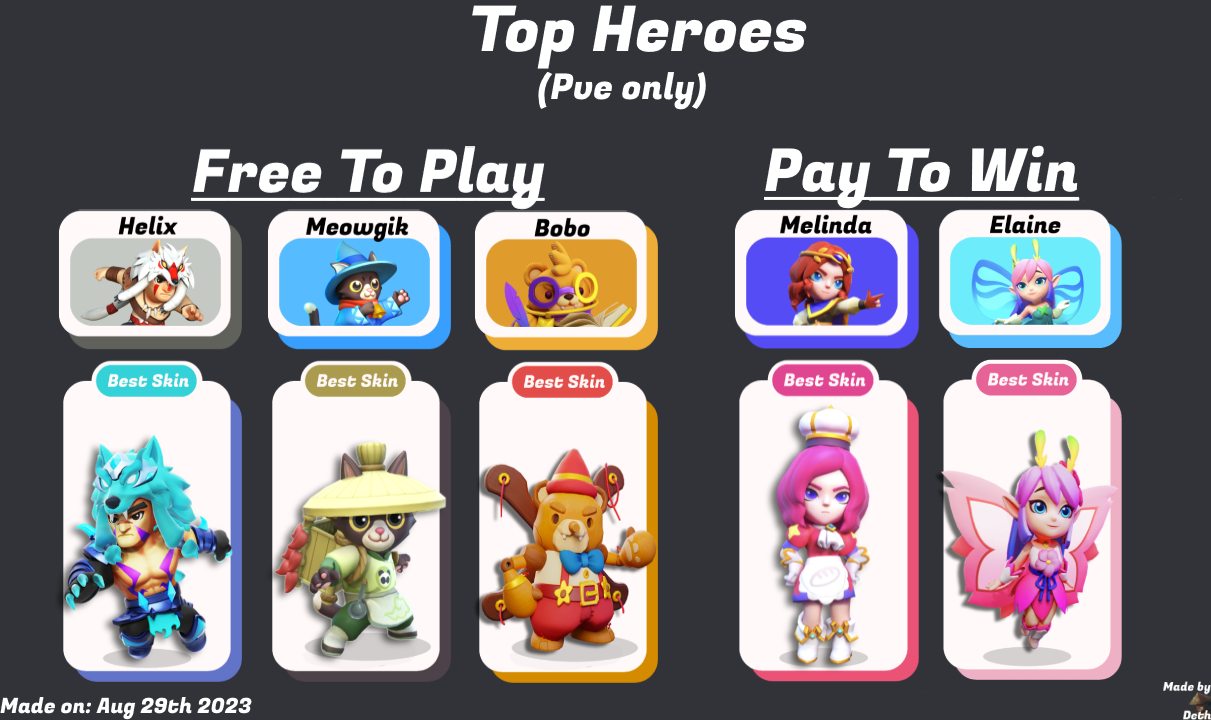 Top Heroes
(Pve only)
Free To Play
Pay To Win
Helix
Meowgik
Bobo
Melinda
Elaine
Best Skin
Best Skin
Best Skin
Best Skin
Best Skin
Made on: Aug 29th 2023
Made by
Deth